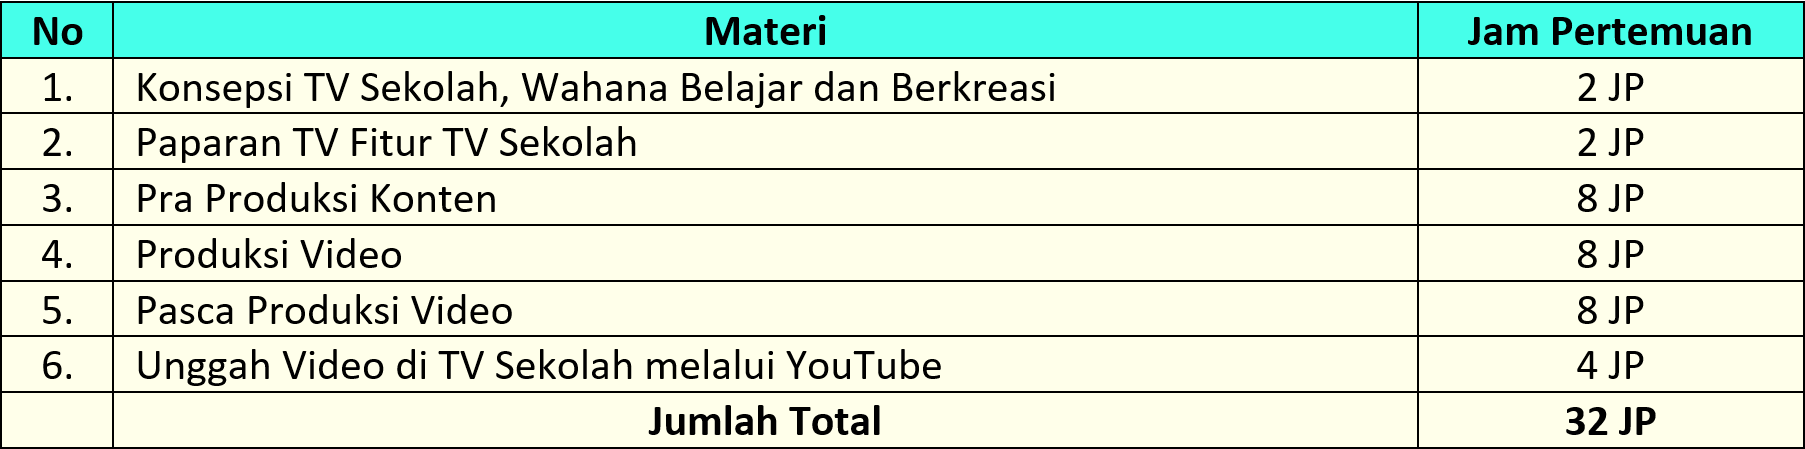 No Materi Jam Pertemuan
1. Konsepsi TV Sekolah, Wahana Belajar dan Berkreasi 2 JP
2. Paparan TV Fitur TV Sekolah 2 JP
3. Pra Produksi Konten 8 JP
4. Produksi Video 8 JP
5. Pasca Produksi Video 8 JP
6. Unggah Video di TV Sekolah melalui YouTube 4 JP
Jumlah Total 32 JP